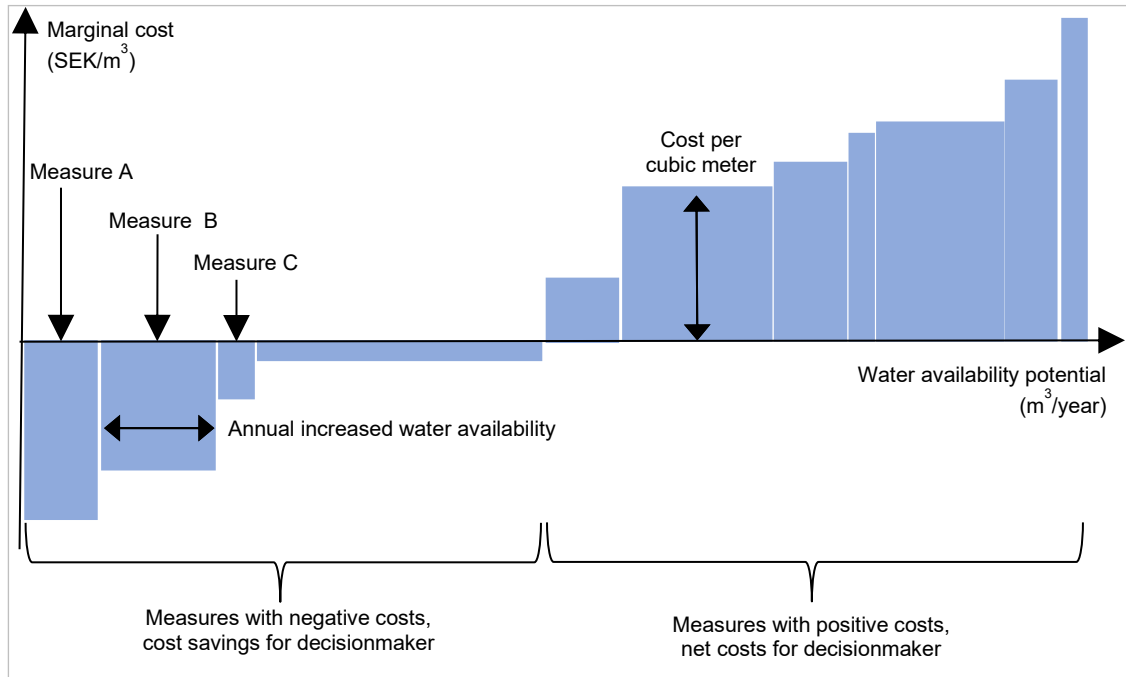 Marginal cost
(SEK/m³)
Measure A
Measure  B
Measure C
Cost per
cubic meter
Water availability potential
(m³/year)
Annual increased water availability
Measures with negative costs,
cost savings for decisionmaker
Measures with positive costs,
net costs for decisionmaker